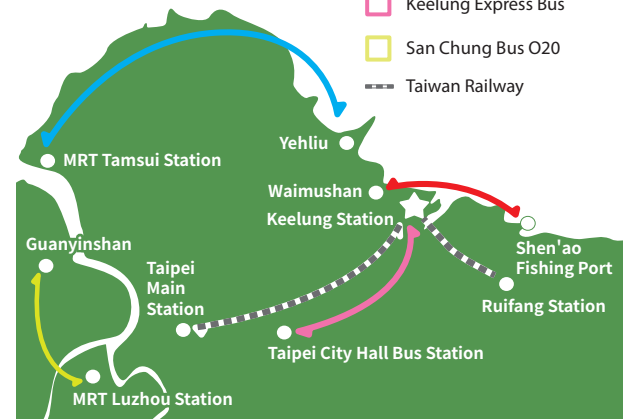 Keelung Express Bus
San Chung Bus O20
Taiwan Railway
Yehliu
MRT Tamsui Station
Waimushan
Keelung Station
Guanyinshan
Shen'ao
Fishing Port
Taipei
Main
Station
Ruifang Station
Taipei City Hall Bus Station
MRT Luzhou Station